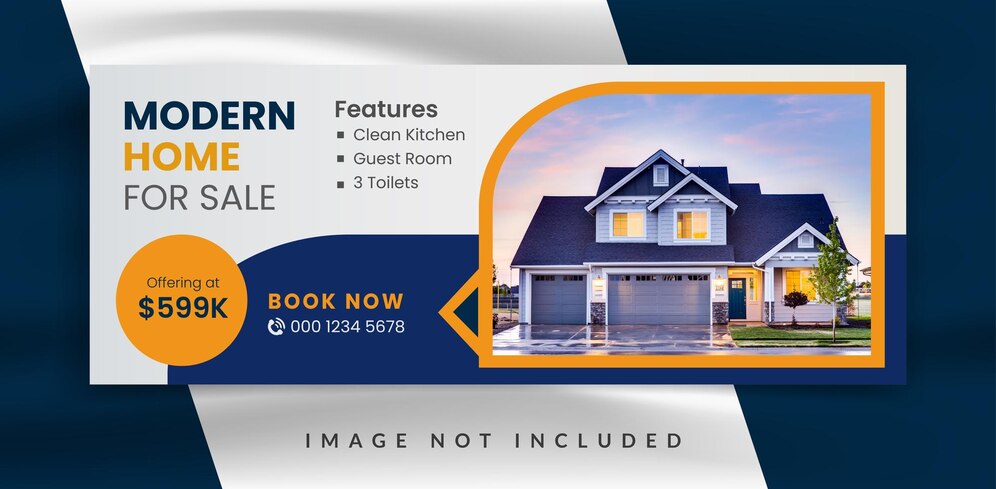 MODERN
HOME
FOR SALE
Features
Clean Kitchen
Guest Room
3 Toilets
Offering at
$599K
BOOK NOW
000 1234 5678
IMAGE NOT INCLUDED